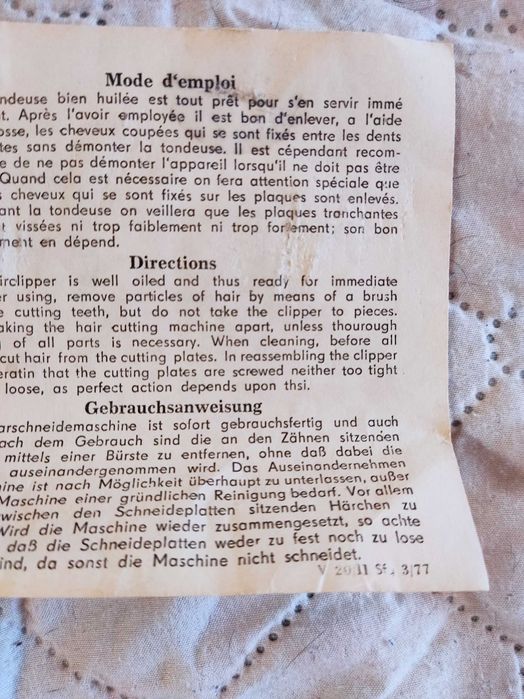 Mode d'emploi
ndeuse bien huilée est tout prêt pour s'en servir immé
t. Après l'avoir employée il est bon d'enlever, a l'aide
osse, les cheveux coupées qui se sont fixés entre les dents
tes sans démonter la tondeuse. Il est cépendant recom-
e de ne pas démonter l'appareil lorsqu'il ne doit pas être
Quand cela est nécessaire on fera attention spéciale que
s cheveux qui se sont fixés sur les plaques sont enlevés.
ant la tondeuse on veillera que les plaques tranchantes
t vissées ni trop faiblement ni trop for ement; son bon
ment en dépend.
Directions
irclipper is well oiled and thus ready for immediate
er using, remove particles of hair by means of a brush
e cutting teeth, but do not take the clipper to pieces.
aking the hair cutting machine apart, unless thourough
g of all parts is necessary. When cleaning, before all
cut hair from the cutting plates. In reassembling the clipper
eratin that the cutting plates are screwed neither too tight
loose, as perfect action depends upon thsi.
Gebrauchsanweisung
arschneidemaschine ist sofort gebrauchsfertig und auch
ach dem Gebrauch sind die an den Zähnen sitzenden
mittels einer Bürste zu entfernen, ohne daß dabei die
auseinandergenommen wird. Das Auseinandernehmen
ine ist nach Möglichkeit überhaupt zu unterlassen, außer
Maschine einer gründlichen Reinigung bedarf. Vor allem
wischen den Schneideplatten sitzenden Härchen zu
Wird die Maschine wieder zusammengesetzt, so achte
daß die Schneideplatten weder zu fest noch zu lose
ind, da sonst die Maschine nicht schneidet.
V 3/77